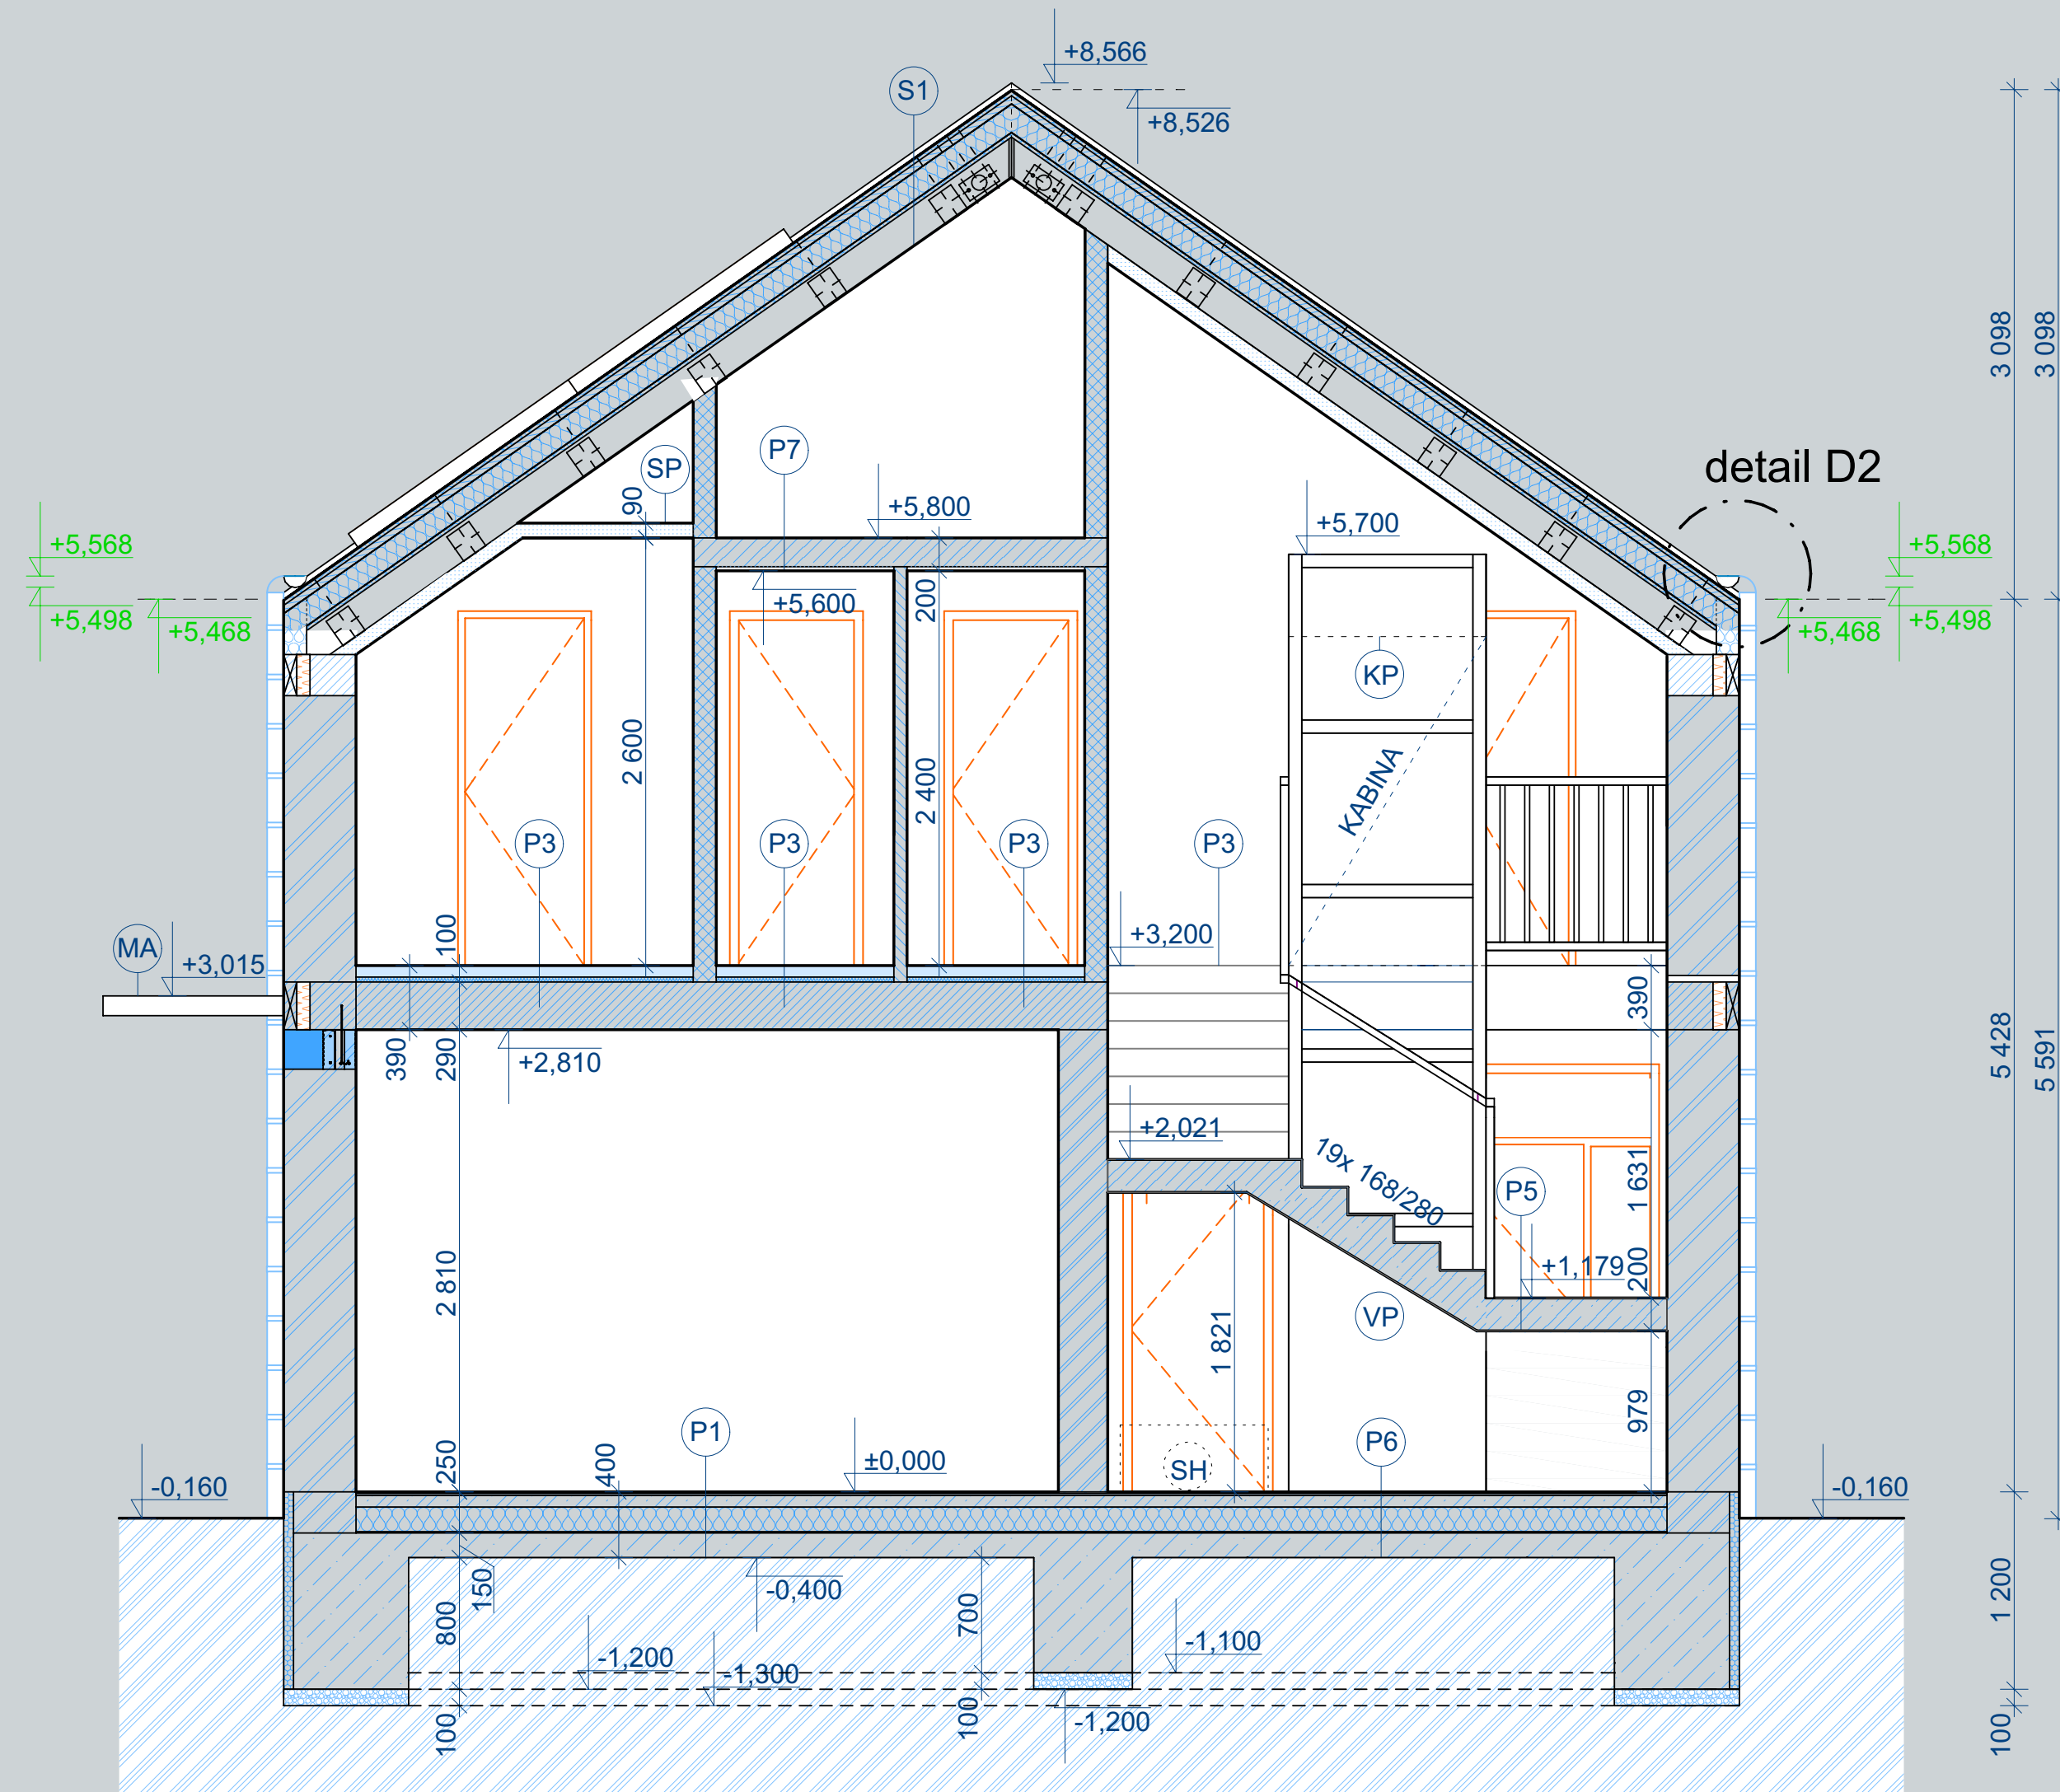 +8,566
S1
+8,526
3 098
3 098
detail D2
SP
P7
90
+5,800
+5,700
+5,568
+5,568
+5,600
200
+5,498
+5,468
+5,468
+5,498
KP
2 600
2 400
KABINA
P3
P3
P3
P3
100
MA
+3,015
+3,200
390
390
290
+2,810
5 428
5 591
+2,021
19x 168/280
1 631
P5
2 810
+1,179
200
VP
1 821
979
P1
P6
250
400
±0,000
SH
-0,160
-0,160
150
-0,400
800
700
1 200
-1,200
-1,300
-1,100
100
100
-1,200
100